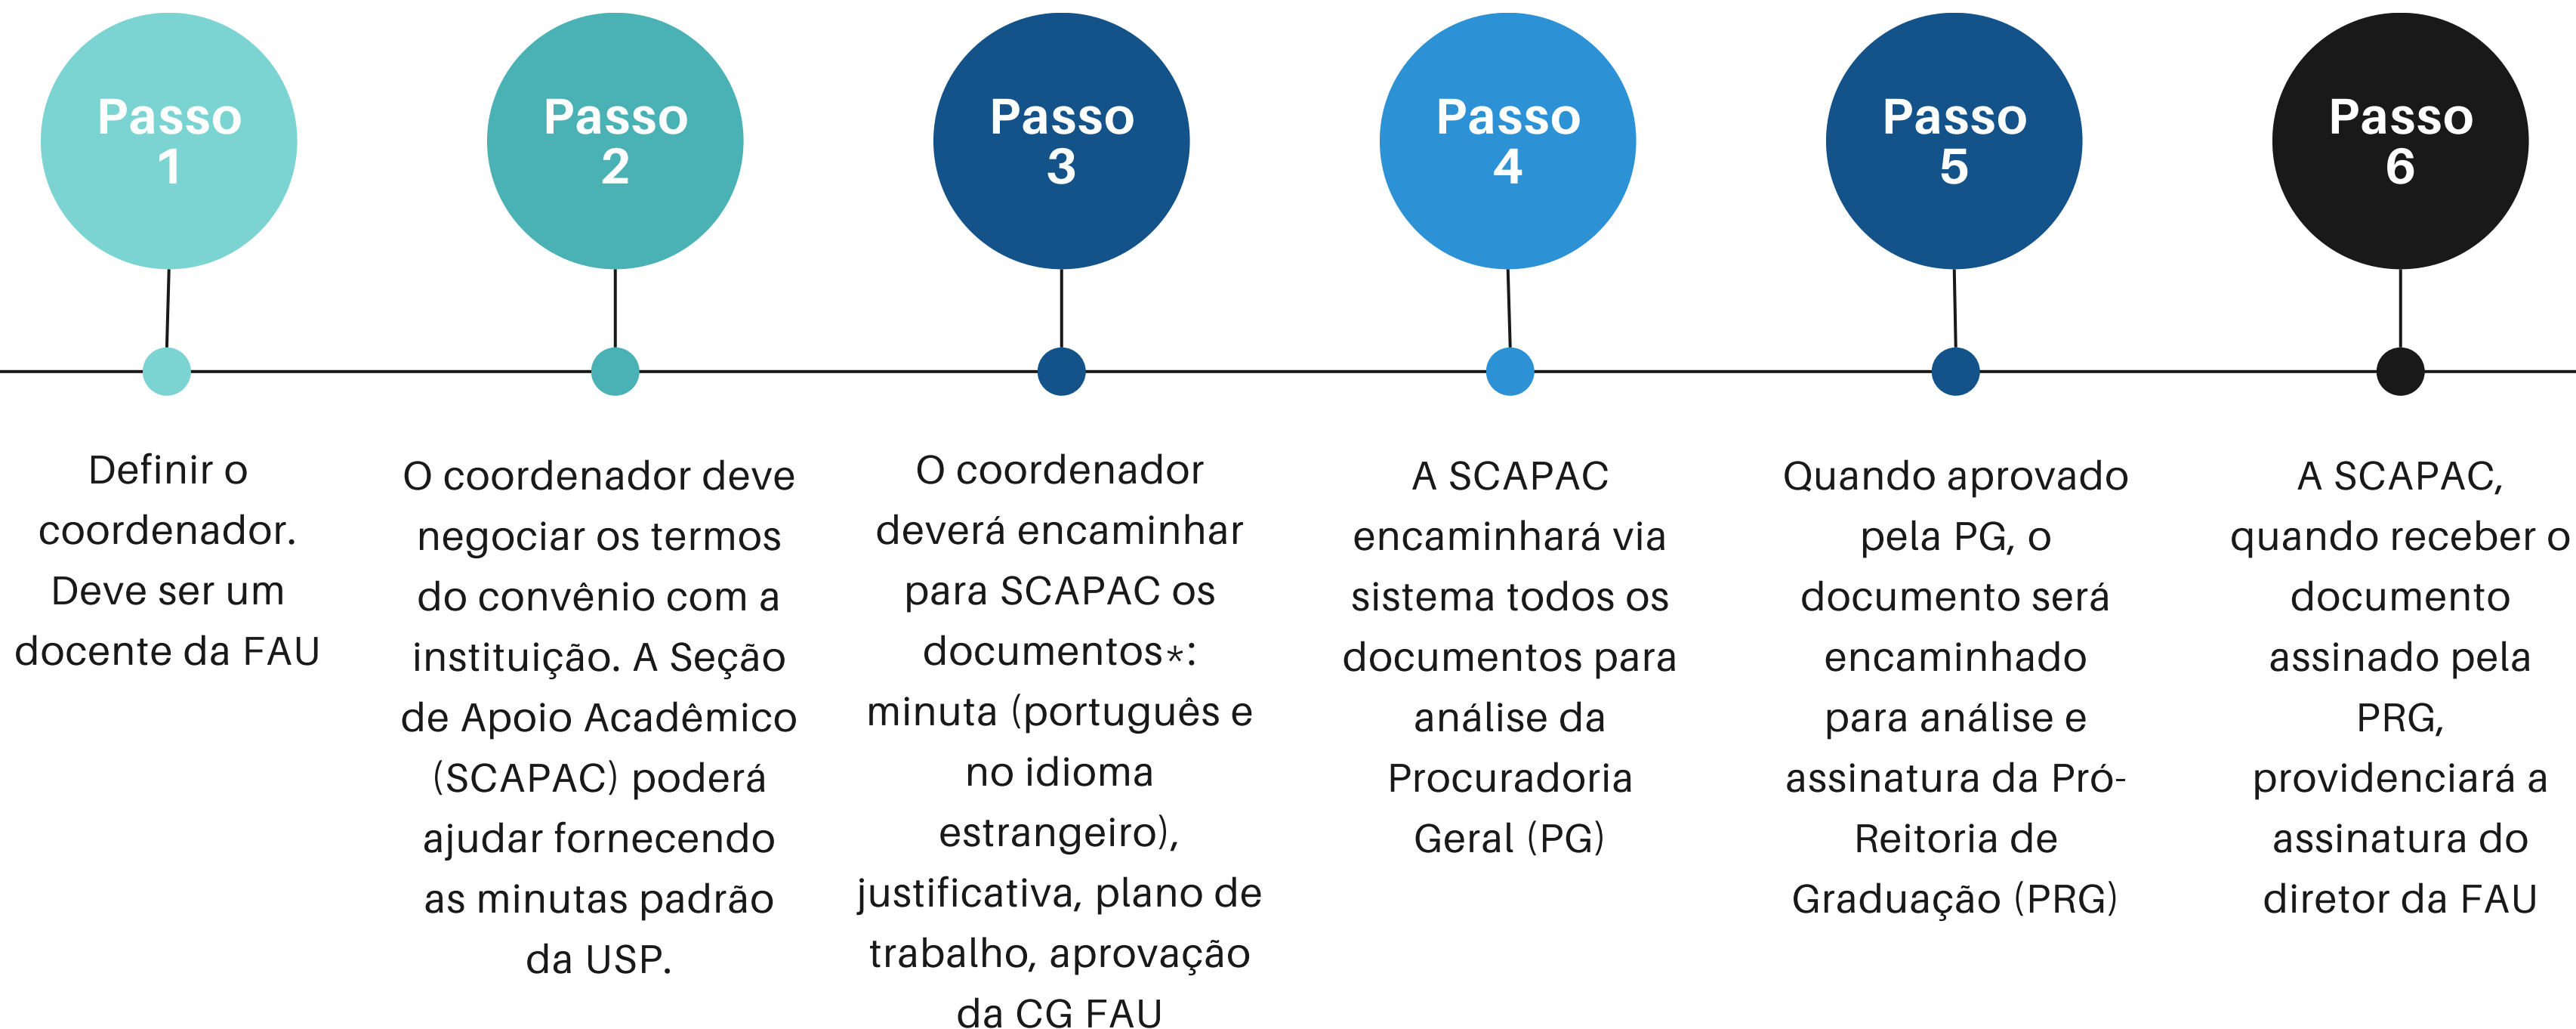 Passo
1
Passo
2
Passo
3
Passo
4
Passo
5
Passo
6
Definir o
coordenador.
Deve ser um
docente da FAU
O coordenador deve
negociar os termos
do convênio com a
instituição. A Seção
de Apoio Acadêmico
(SCAPAC) poderá
ajudar fornecendo
as minutas padrão
da USP.
O coordenador
deverá encaminhar
para SCAPAC os
documentos*:
minuta (português e
no idioma
estrangeiro),
justificativa, plano de
trabalho, aprovação
da CG FAU
A SCAPAC
encaminhará via
sistema todos os
documentos para
análise da
Procuradoria
Geral (PG)
Quando aprovado
pela PG, o
documento será
encaminhado
para análise e
assinatura da Pró-
Reitoria de
Graduação (PRG)
A SCAPAC,
quando receber o
documento
assinado pela
PRG,
providenciará a
assinatura do
diretor da FAU